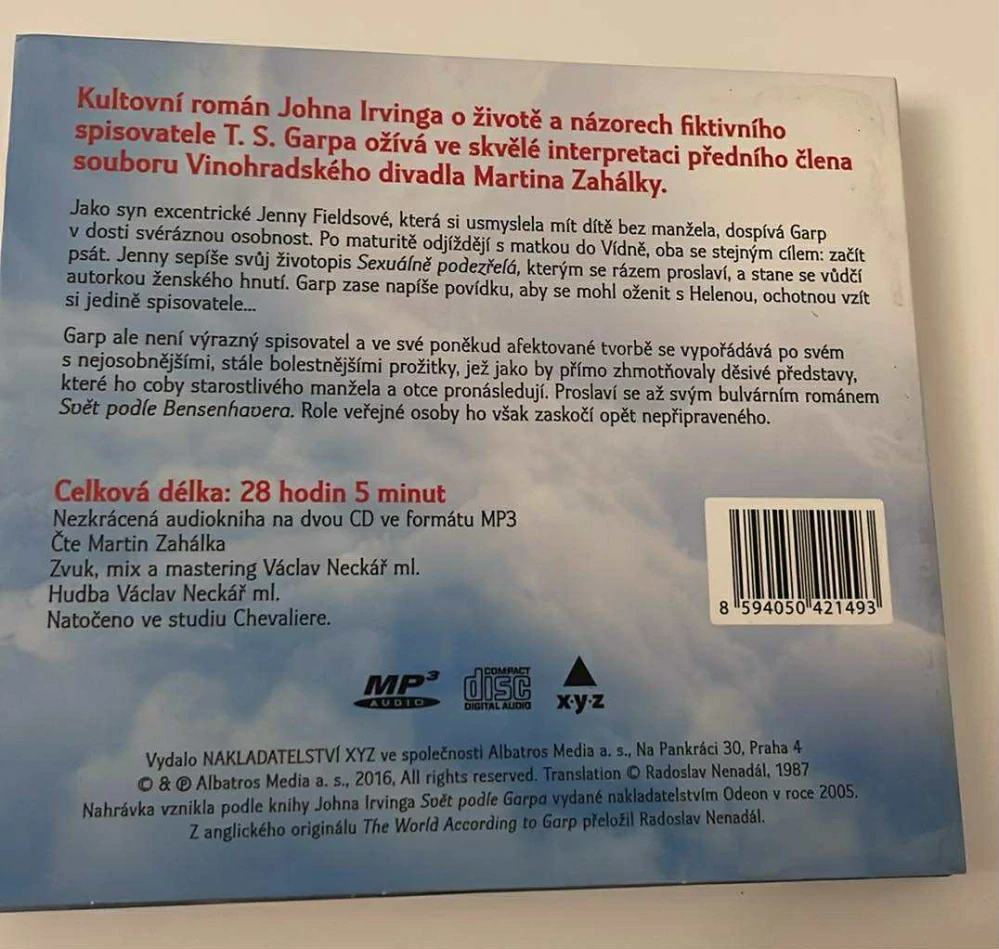 Kultovní román Johna Irvinga o životě a názorech fiktivního
spisovatele T. S. Garpa ožívá ve skvělé interpretaci předního člena
souboru Vinohradského divadla Martina Zahálky.
Jako syn excentrické Jenny Fieldsové, která si usmyslela mít dítě bez manžela, dospívá Garp
v dosti svéráznou osobnost. Po maturitě odjíždějí s matkou do Vídně, oba se stejným cílem: začít
psát. Jenny sepíše svůj životopis Sexuálně podezřelá, kterým se rázem proslaví, a stane se vůdčí
autorkou ženského hnutí. Garp zase napíše povídku, aby se mohl oženit s Helenou, ochotnou vzít
si jedině spisovatele...
Garp ale není výrazný spisovatel a ve své poněkud afektované tvorbě se vypořádává po svém
s nejosobnějšími, stále bolestnějšími prožitky, jež jako by přímo zhmotňovaly děsivé představy,
které ho coby starostlivého manžela a otce pronásledují. Proslaví se až svým bulvárním románem
Svět podle Bensenhavera. Role veřejné osoby ho však zaskočí opět nepřipraveného.
Celková délka: 28 hodin 5 minut
Nezkrácená audiokniha na dvou CD ve formátu MP3
Čte Martin Zahálka
Zvuk, mix a mastering Václav Neckář ml.
Hudba Václav Neckář ml.
Natočeno ve studiu Chevaliere.
8 594050 421493
MP3 AUDIO
COMPACT disc DIGITAL AUDIO
x·y·z
Vydalo NAKLADATELSTVÍ XYZ ve společnosti Albatros Media a. s., Na Pankráci 30, Praha 4
© & ℗ Albatros Media a. s., 2016, All rights reserved. Translation © Radoslav Nenadál, 1987
Nahrávka vznikla podle knihy Johna Irvinga Svět podle Garpa vydané nakladatelstvím Odeon v roce 2005.
Z anglického originálu The World According to Garp přeložil Radoslav Nenadál.